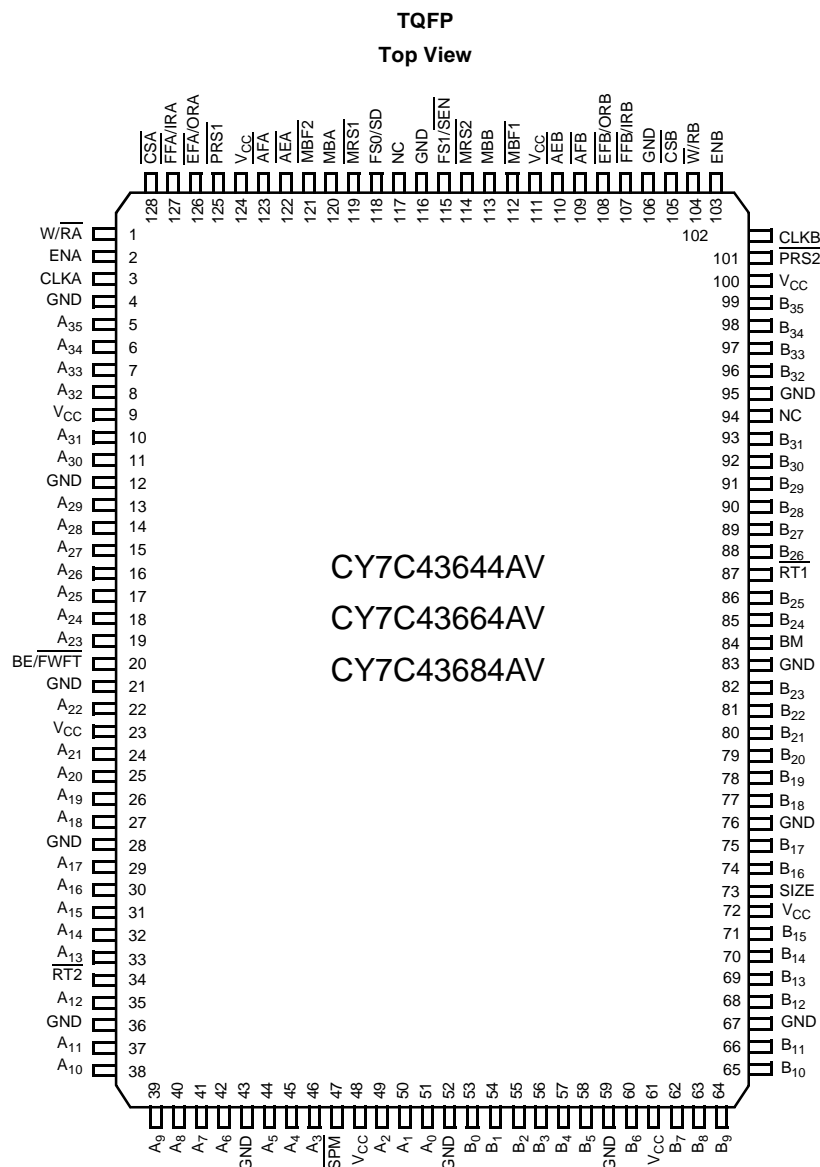 TQFP
Top View
CSA
FFA/IRA
EFA/ORA
PRS1
VCC
AFA
AEA
MBF2
MBA
MRS1
FS0/SD
NC
GND
FS1/SEN
MRS2
MBB
MBF1
VCC
AEB
AFB
EFB/ORB
FFB/IRB
GND
CSB
W/RB
ENB
128
127
126
125
124
123
122
121
120
119
118
117
116
115
114
113
112
111
110
109
108
107
106
105
104
103
W/RA 1
ENA 2
CLKA 3
GND 4
A35 5
A34 6
A33 7
A32 8
VCC 9
A31 10
A30 11
GND 12
A29 13
A28 14
A27 15
A26 16
A25 17
A24 18
A23 19
BE/FWFT 20
GND 21
A22 22
VCC 23
A21 24
A20 25
A19 26
A18 27
GND 28
A17 29
A16 30
A15 31
A14 32
A13 33
RT2 34
A12 35
GND 36
A11 37
A10 38
CY7C43644AV
CY7C43664AV
CY7C43684AV
102 CLKB
101 PRS2
100 VCC
99 B35
98 B34
97 B33
96 B32
95 GND
94 NC
93 B31
92 B30
91 B29
90 B28
89 B27
88 B26
87 RT1
86 B25
85 B24
84 BM
83 GND
82 B23
81 B22
80 B21
79 B20
78 B19
77 B18
76 GND
75 B17
74 B16
73 SIZE
72 VCC
71 B15
70 B14
69 B13
68 B12
67 GND
66 B11
65 B10
39
40
41
42
43
44
45
46
47
48
49
50
51
52
53
54
55
56
57
58
59
60
61
62
63
64
A9
A8
A7
A6
GND
A5
A4
A3
SPM
VCC
A2
A1
A0
GND
B0
B1
B2
B3
B4
B5
GND
B6
VCC
B7
B8
B9